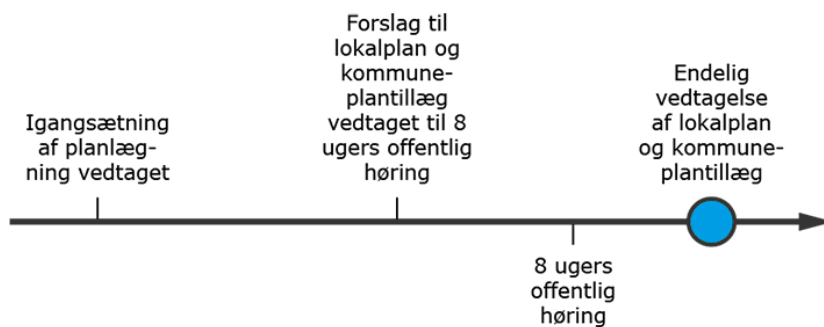 Igangsætning
af planlæg-
ning vedtaget
Forslag til
lokalplan og
kommune-
plantillæg
vedtaget til 8
ugers offentlig
høring
8 ugers
offentlig
høring
Endelig
vedtagelse
af lokalplan
og kommune-
plantillæg